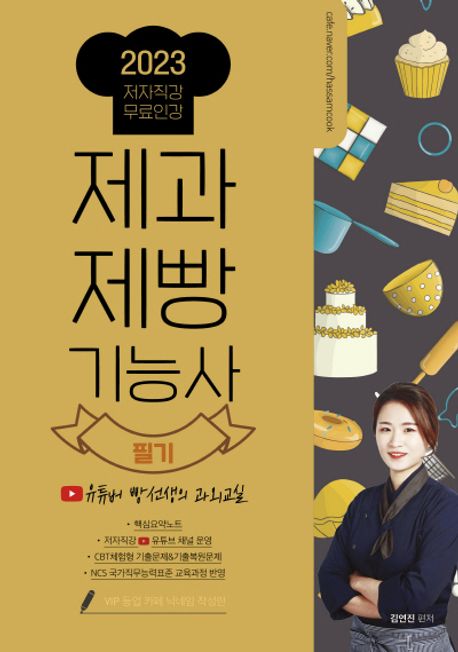 2023
저자직강
무료인강
cafe.naver.com/hassamcook
제과
제빵
기능사
필기
유튜버 빵선생의 과외교실
• 핵심요약노트
• 저자직강 유튜브 채널 운영
• CBT체험형 기출문제&기출복원문제
• NCS 국가직무능력표준 교육과정 반영
VIP 등업 카페 닉네임 작성란
김연진 편저